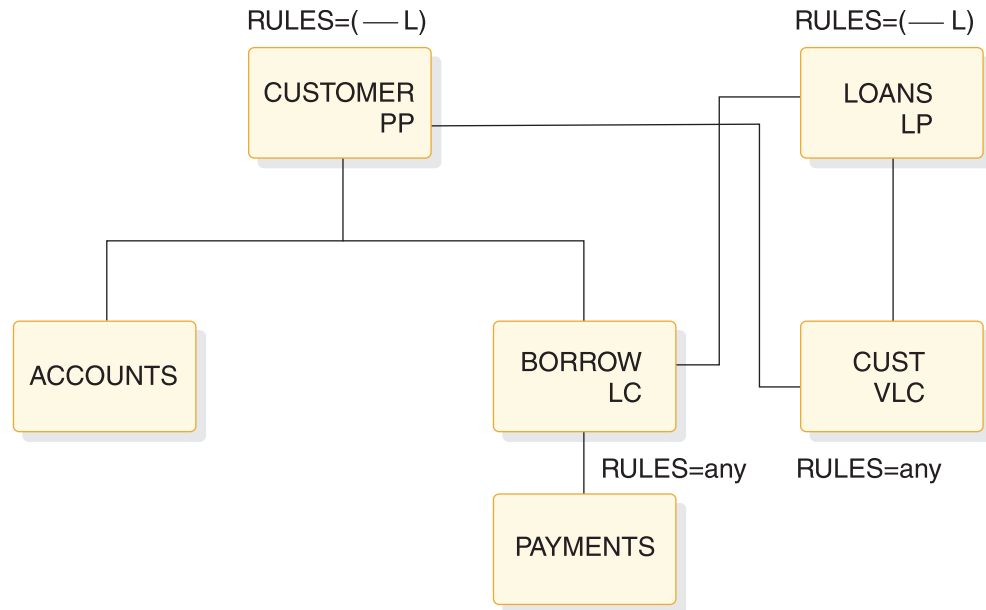 RULES=( — L)
RULES=( — L)
CUSTOMER
PP
LOANS
LP
ACCOUNTS
BORROW
LC
CUST
VLC
RULES=any
RULES=any
PAYMENTS